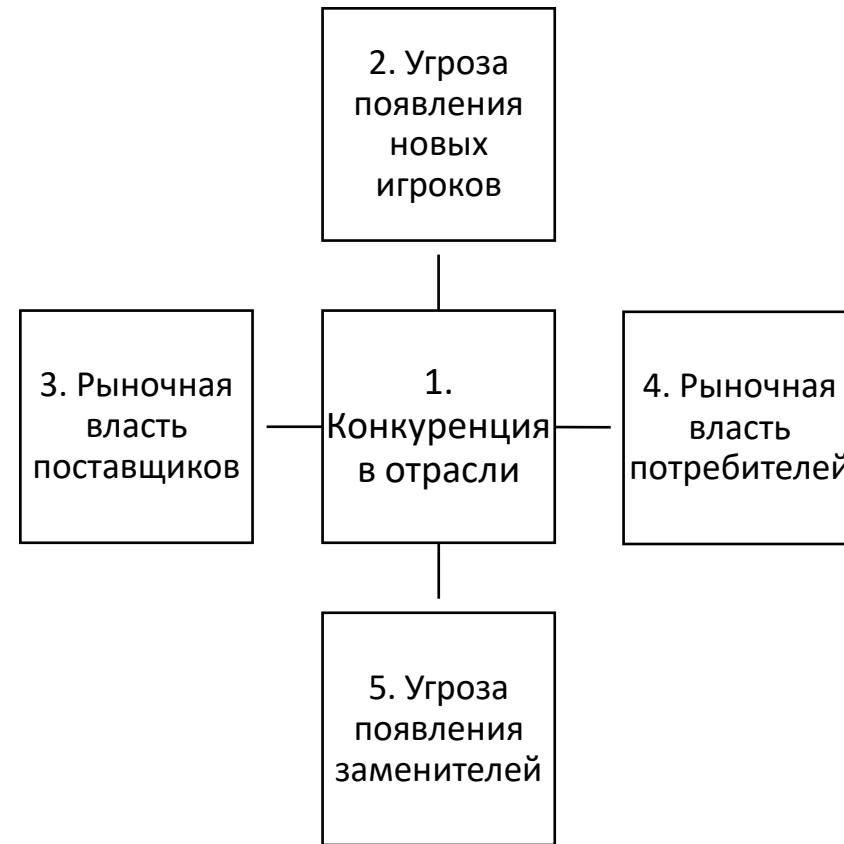 2. Угроза
появления
новых
игроков
3. Рыночная
власть
поставщиков
1.
Конкуренция
в отрасли
4. Рыночная
власть
потребителей
5. Угроза
появления
заменителей